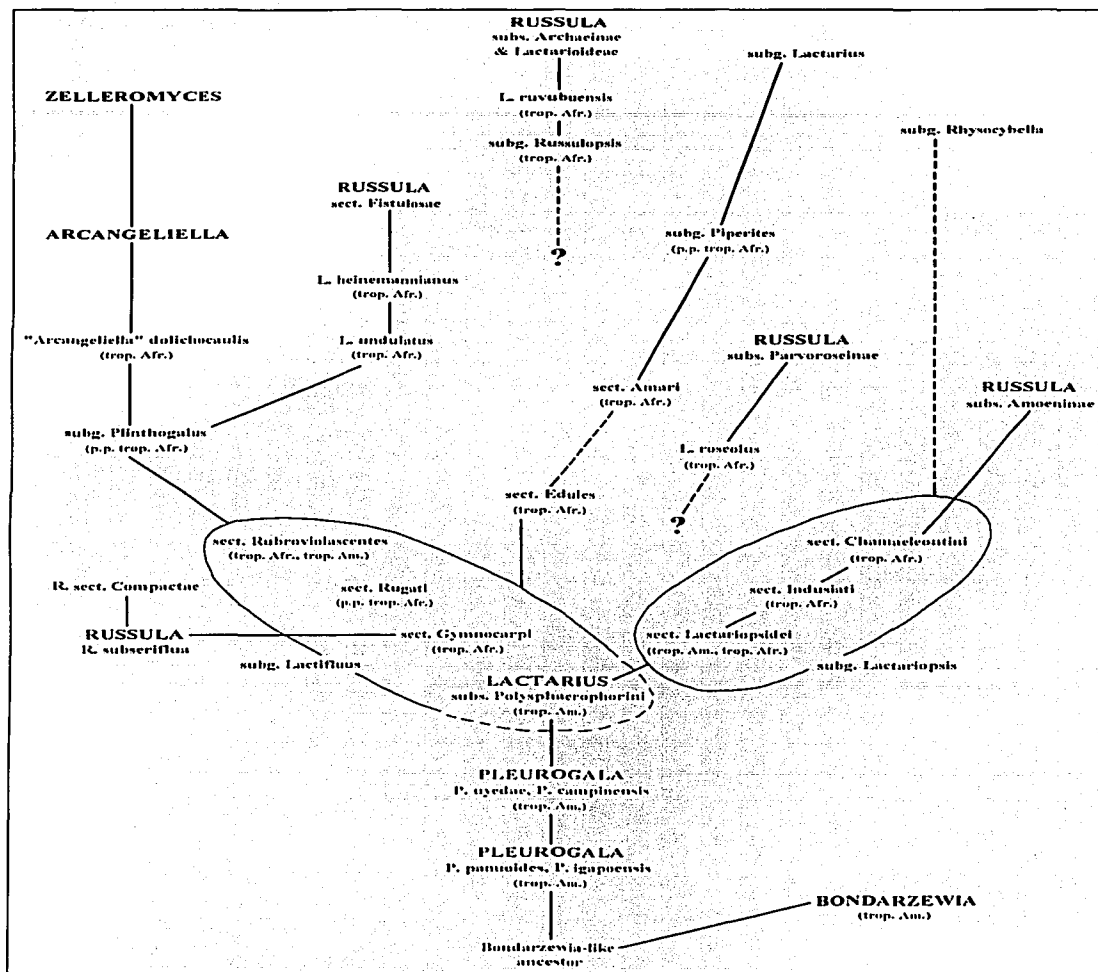 RUSSULA
subs. Archaeinae
& Lactarioideae
subg. Lactarius
ZELLEROMYCES
L. ruvubuensis
(trop. Afr.)
subg. Rhysocybella
subg. Russulopsis
(trop. Afr.)
RUSSULA
sect. Fistulosae
ARCANGELIELLA
subg. Piperites
(p.p. trop. Afr.)
?
L. heinemannianus
(trop. Afr.)
"Arcangeliella" dolichocaulis
(trop. Afr.)
L. undulatus
(trop. Afr.)
RUSSULA
subs. Parvoroseinae
sect. Amari
(trop. Afr.)
RUSSULA
subs. Amoeninae
subg. Plinthogalus
(p.p. trop. Afr.)
L. roseolus
(trop. Afr.)
sect. Edules
(trop. Afr.)
?
sect. Rubroviolascentes
(trop. Afr., trop. Am.)
sect. Chamaeleontini
(trop. Afr.)
R. sect. Compactae
sect. Rugati
(p.p. trop. Afr.)
sect. Indusiati
(trop. Afr.)
RUSSULA
R. subseriflua
sect. Gymnocarpi
(trop. Afr.)
sect. Lactariopsidei
(trop. Am., trop. Afr.)
subg. Lactifluus
subg. Lactariopsis
LACTARIUS
subs. Polysphaerophorini
(trop. Am.)
PLEUROGALA
P. uyedae, P. campinensis
(trop. Am.)
PLEUROGALA
P. panuoides, P. igapoensis
(trop. Am.)
BONDARZEWIA
(trop. Am.)
Bondarzewia-like
ancestor